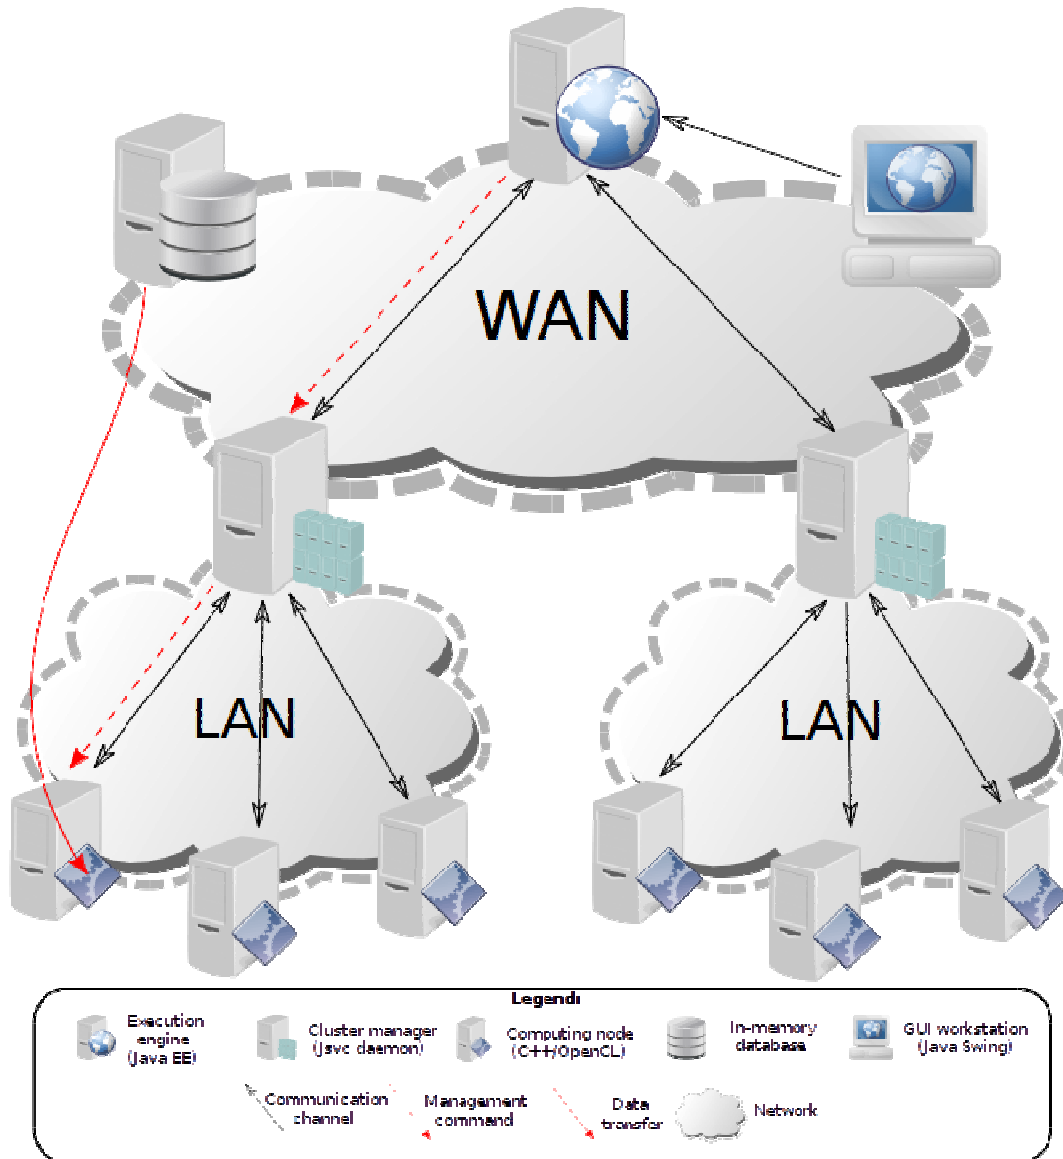 WAN
LAN
LAN
Legend:
Execution
engine
(Java EE)
Cluster manager
(Jsvc daemon)
Computing node
(C++/OpenCL)
In-memory
database
GUI workstation
(Java Swing)
Communication
channel
Management
command
Data
transfer
Network